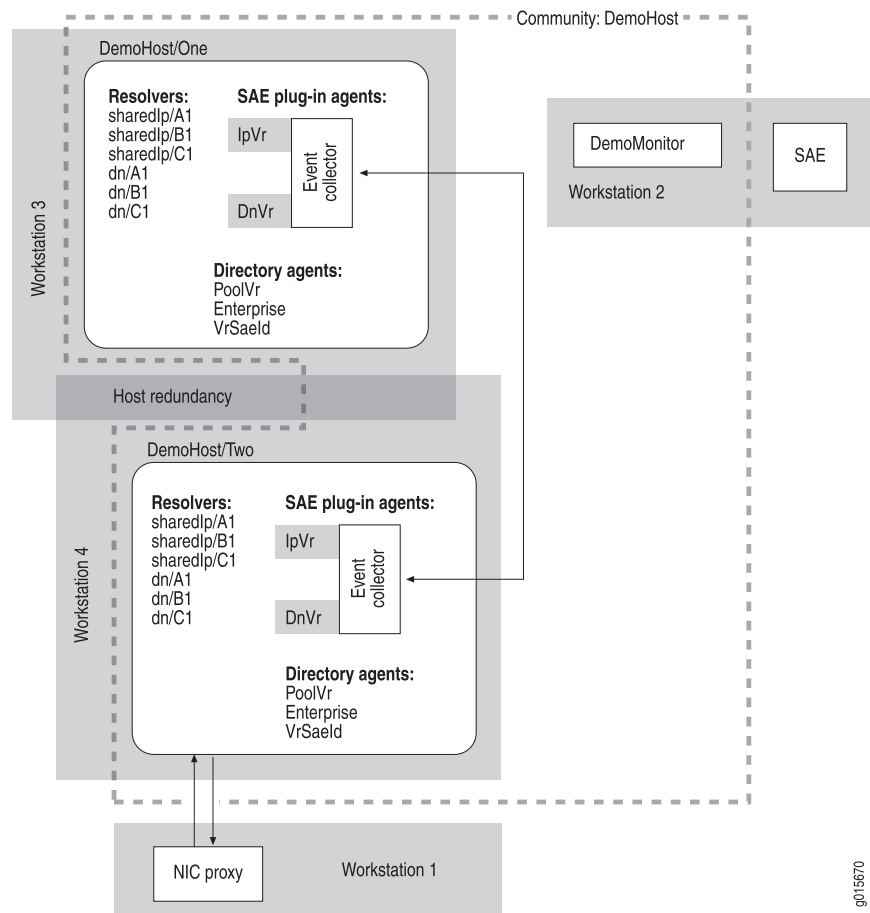 Community: DemoHost
DemoHost/One
Workstation 3
Resolvers:
sharedIp/A1
sharedIp/B1
sharedIp/C1
dn/A1
dn/B1
dn/C1
SAE plug-in agents:
IpVr
DnVr
Event
collector
Directory agents:
PoolVr
Enterprise
VrSaeId
DemoMonitor
Workstation 2
SAE
Host redundancy
DemoHost/Two
Workstation 4
Resolvers:
sharedIp/A1
sharedIp/B1
sharedIp/C1
dn/A1
dn/B1
dn/C1
SAE plug-in agents:
IpVr
DnVr
Event
collector
Directory agents:
PoolVr
Enterprise
VrSaeId
NIC proxy
Workstation 1
g015670